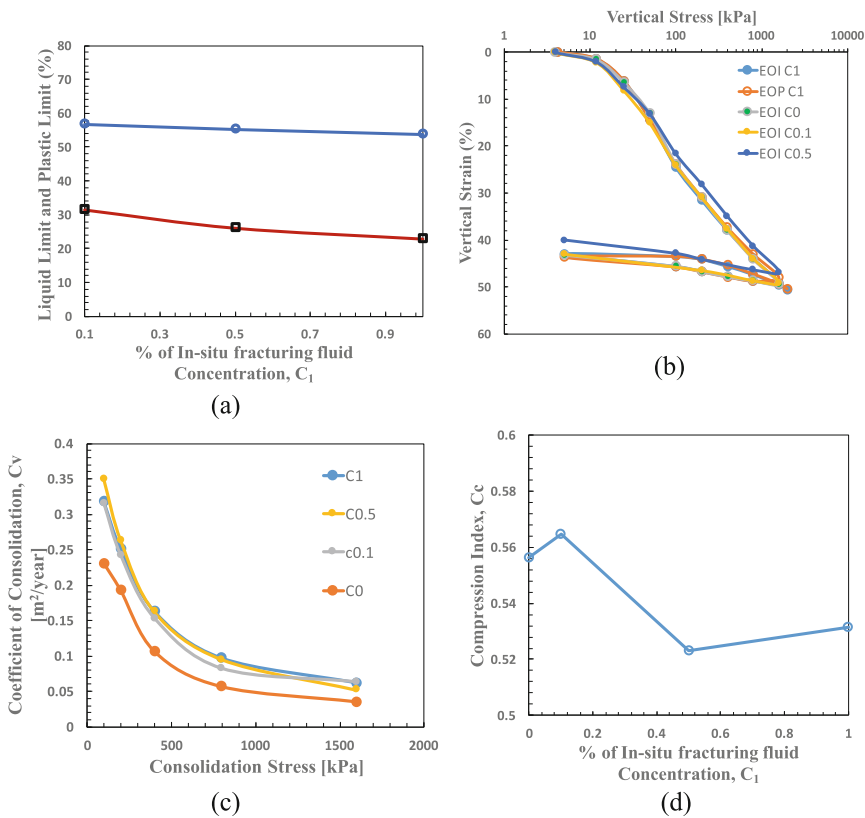 80
70
60
50
40
30
20
10
0
0.1
0.3
0.5
0.7
0.9
Liquid Limit and Plastic Limit (%)
% of In-situ fracturing fluid
Concentration, C1
(a)
Vertical Stress [kPa]
1
10
100
1000
10000
0
10
20
30
40
50
60
Vertical Strain (%)
EOI C1
EOP C1
EOI C0
EOI C0.1
EOI C0.5
(b)
0.4
0.35
0.3
0.25
0.2
0.15
0.1
0.05
0
0
500
1000
1500
2000
Coefficient of Consolidation, Cv
[m²/year]
C1
C0.5
c0.1
C0
Consolidation Stress [kPa]
(c)
0.6
0.58
0.56
0.54
0.52
0.5
0
0.2
0.4
0.6
0.8
1
Compression Index, Cc
% of In-situ fracturing fluid
Concentration, C1
(d)